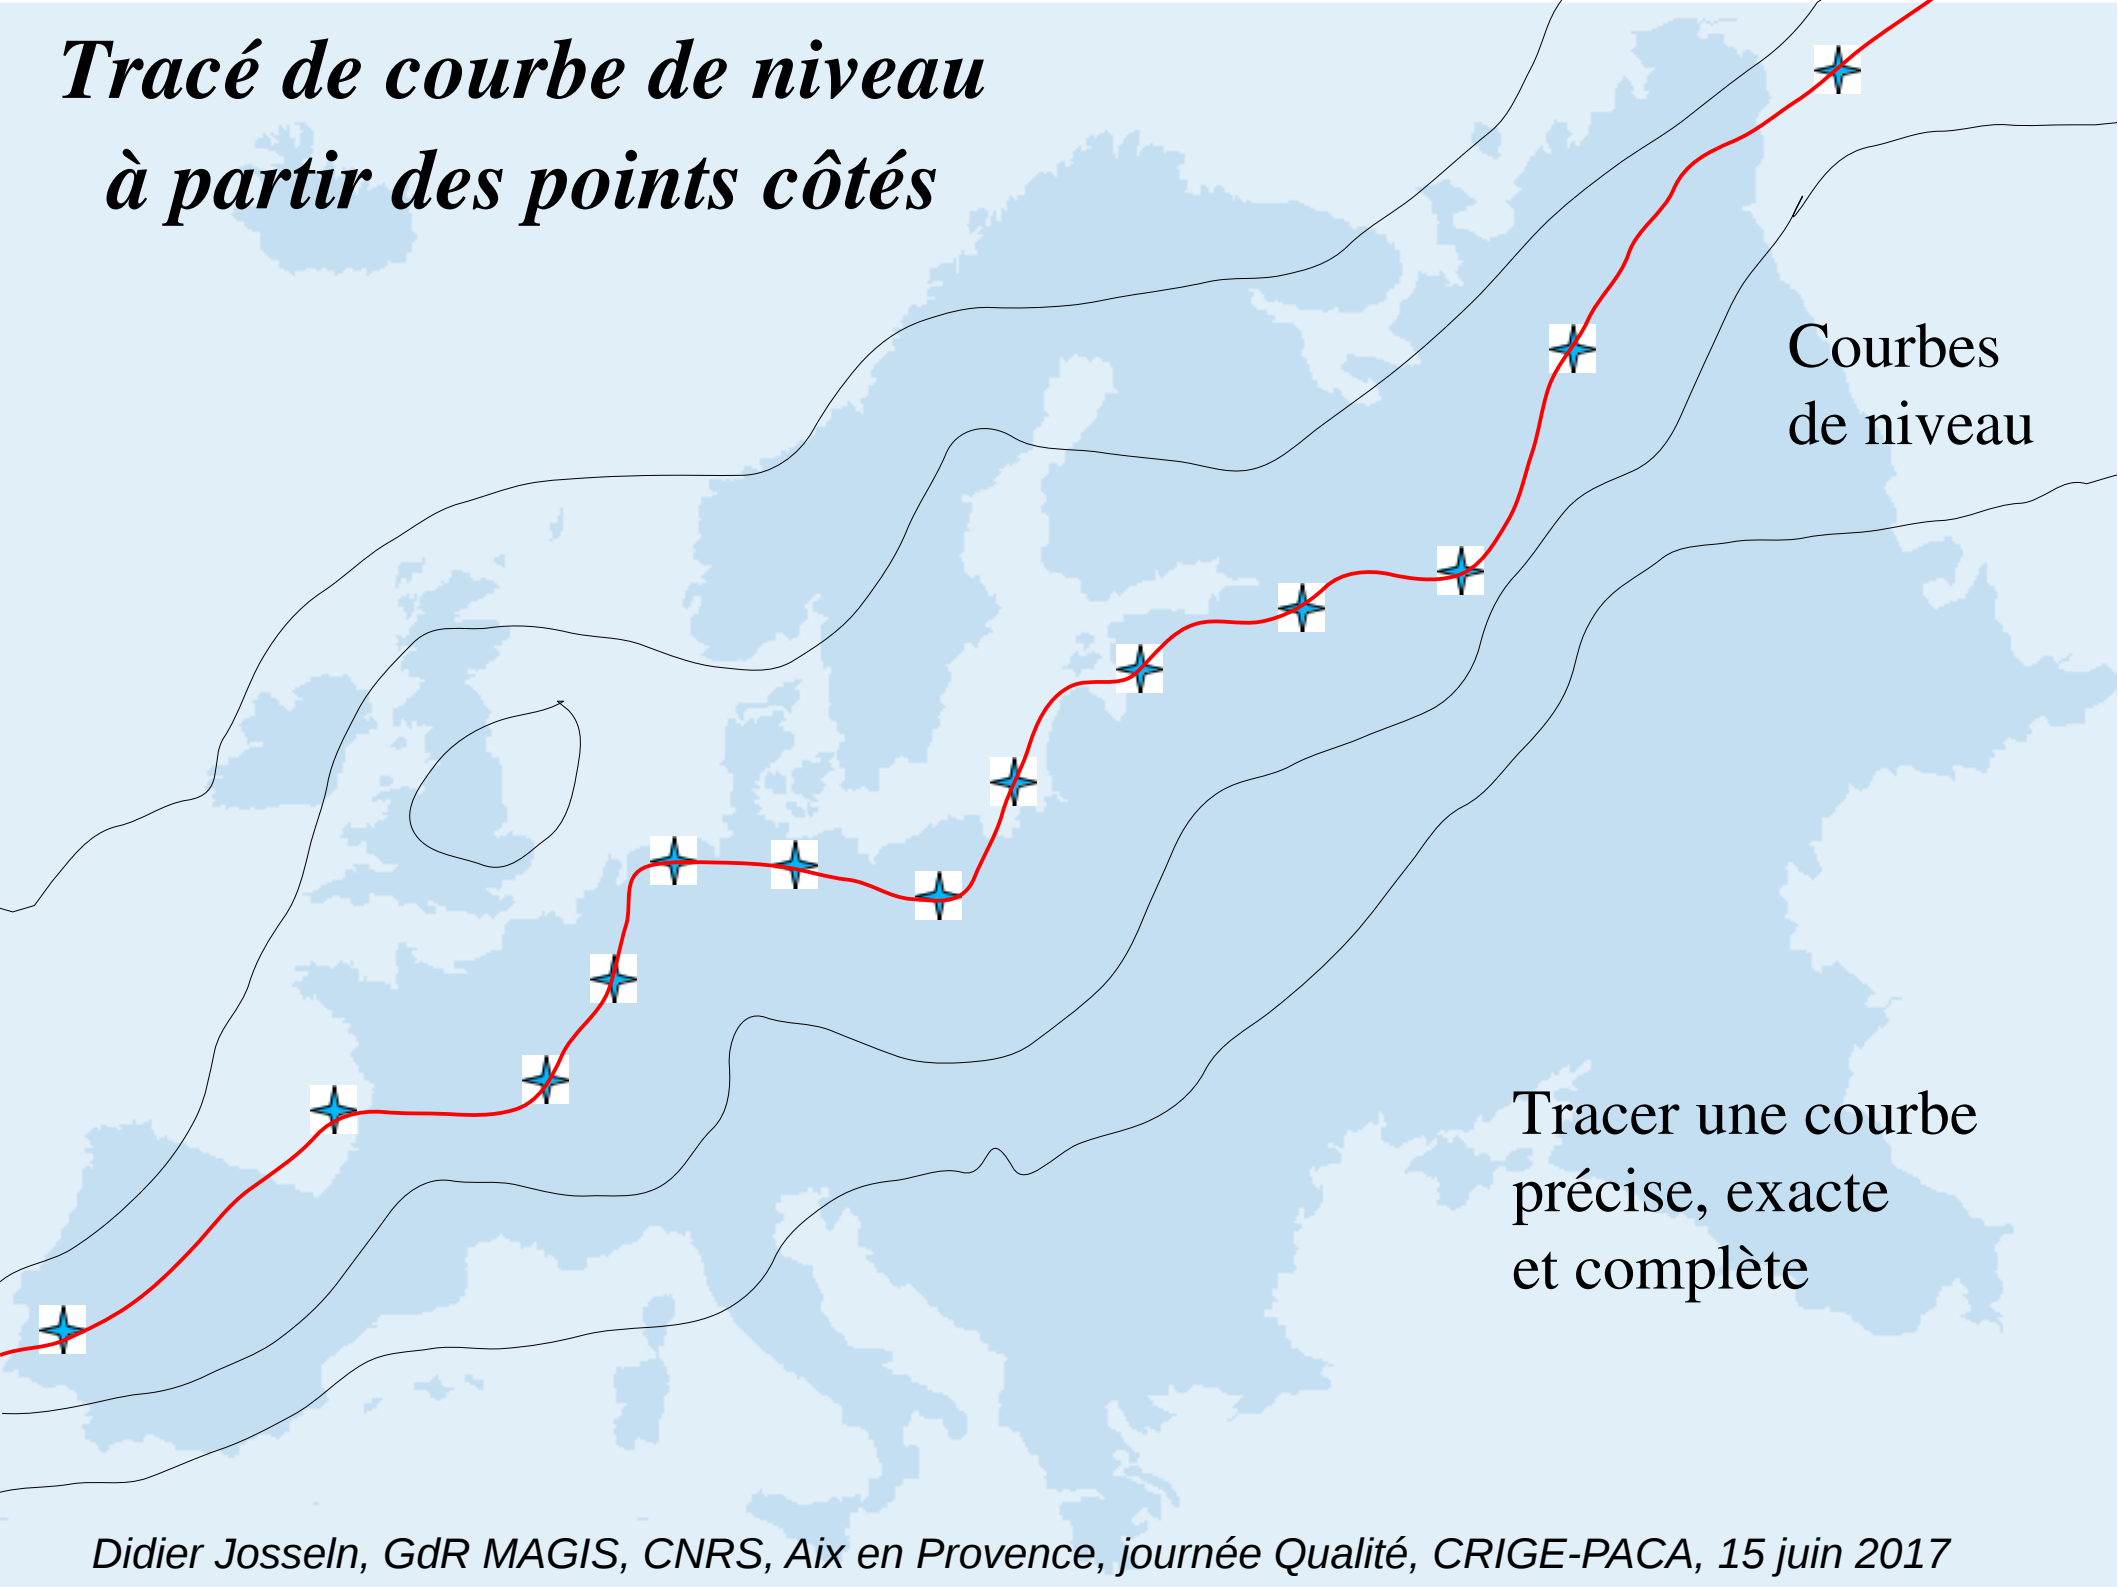 Tracé de courbe de niveau
à partir des points côtés
Courbes
de niveau
Tracer une courbe
précise, exacte
et complète
Didier Josseln, GdR MAGIS, CNRS, Aix en Provence, journée Qualité, CRIGE-PACA, 15 juin 2017